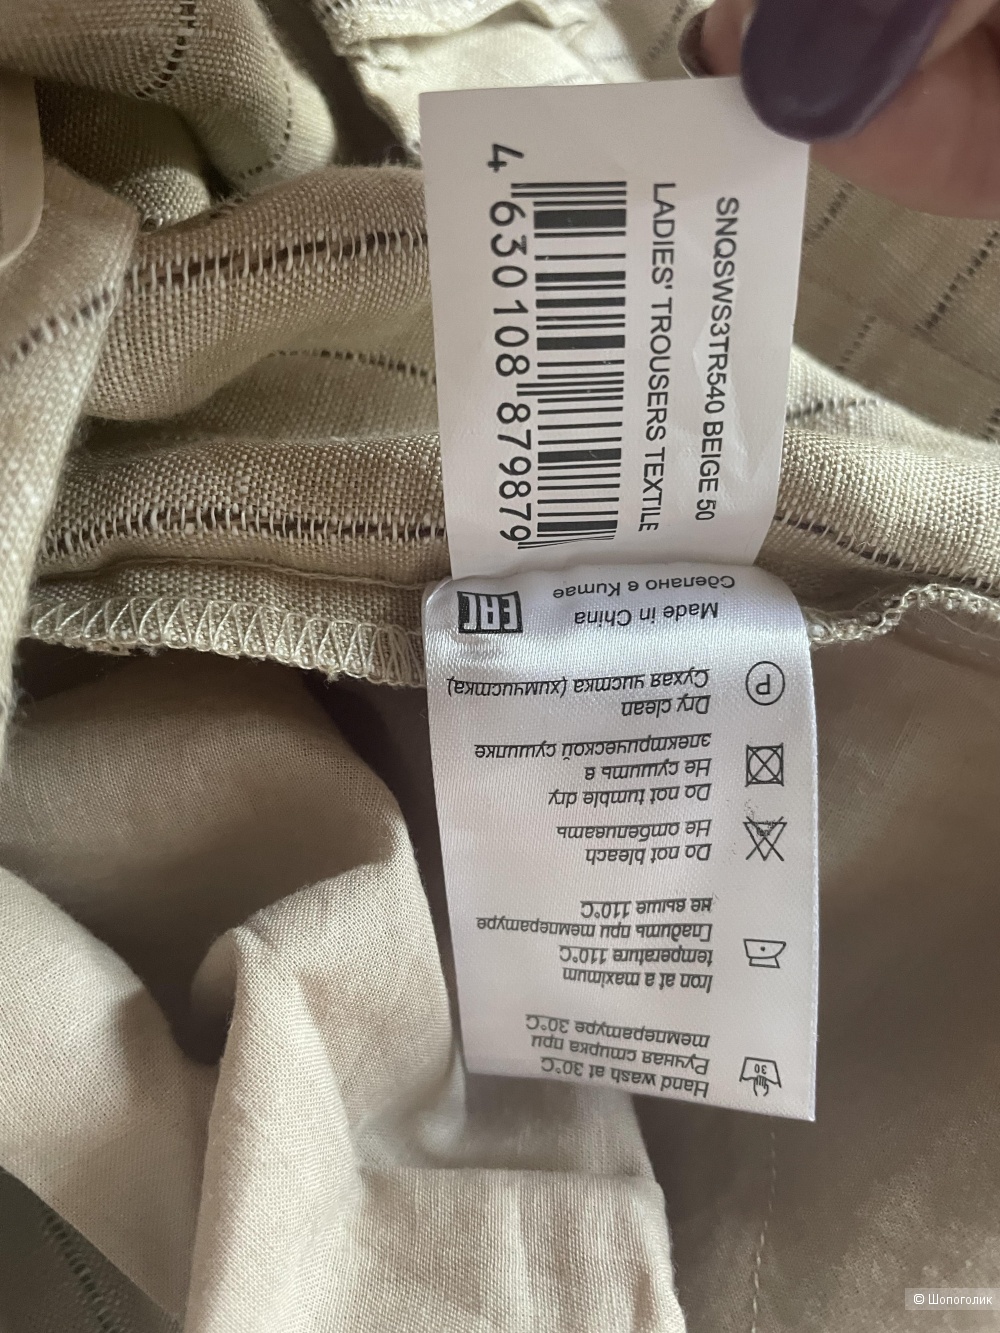 SNQSWS3TR540 BEIGE 50
LADIES' TROUSERS TEXTILE
4 630108 879879
Hand wash at 30°C
Ручная стирка при
температуре 30°C
30
Iron at a maximum
temperature 110°C
Гладить при температуре
не выше 110°C
Do not bleach
Не отбеливать
Do not tumble dry
Не сушить в
электрической сушилке
Dry clean
Сухая чистка (химчистка)
P
Made in China
Сделано в Китае
EAC
© Шопоголик